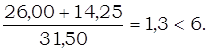 26,00 + 14,25
31,50
= 1,3 < 6.